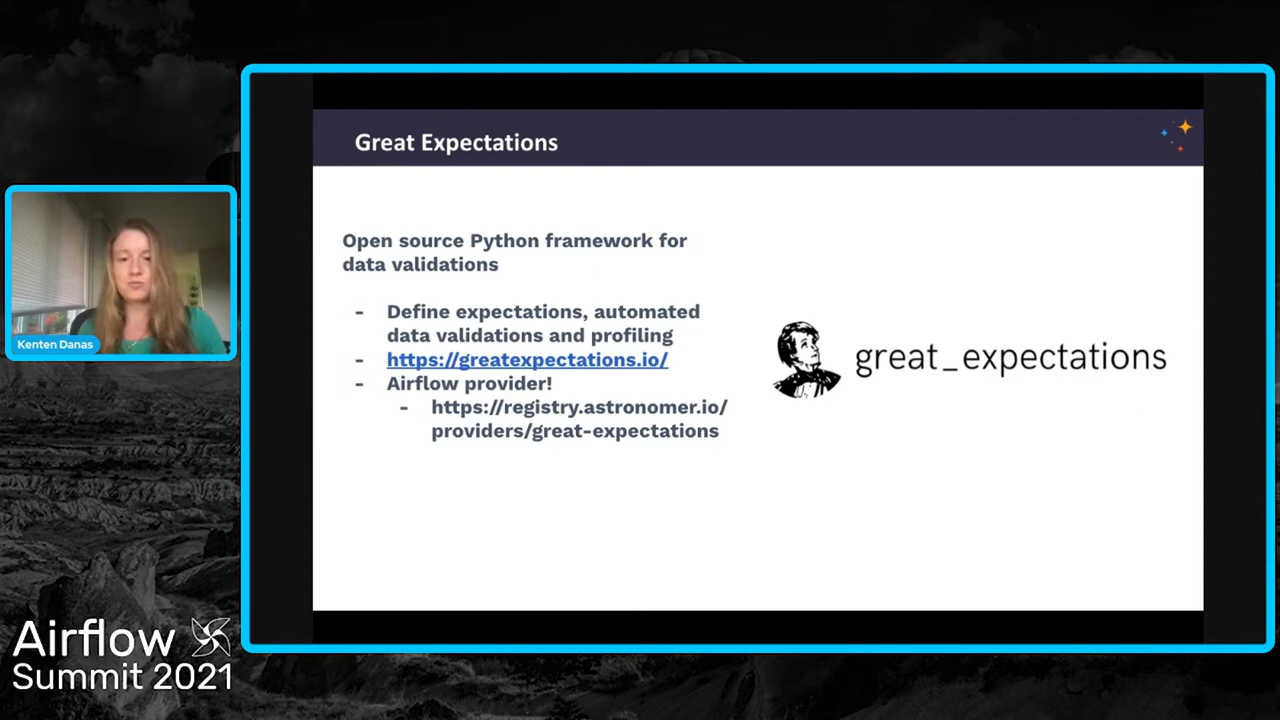 Great Expectations
Open source Python framework for
data validations
- Define expectations, automated
data validations and profiling
- https://greatexpectations.io/
- Airflow provider!
- https://registry.astronomer.io/
providers/great-expectations
great_expectations
Kenten Danas
Airflow
Summit 2021